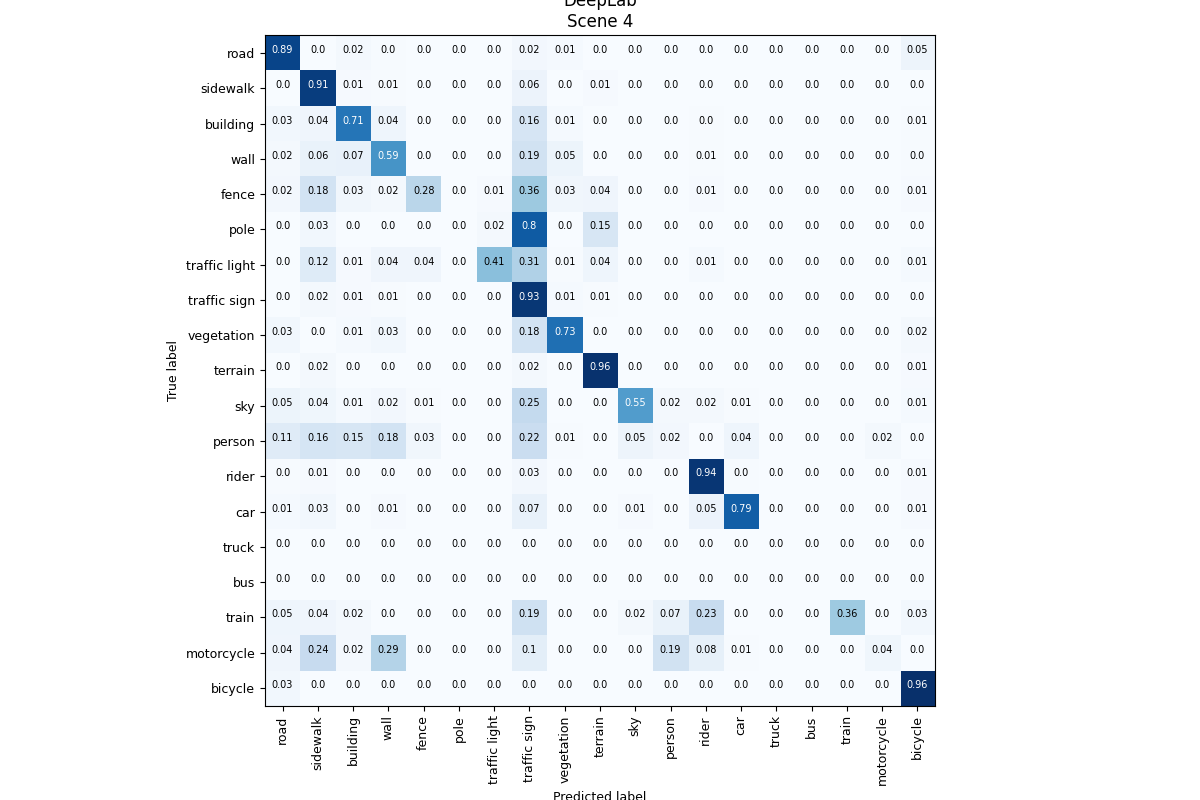 DeepLab
Scene 4
road 0.89 0.0 0.02 0.0 0.0 0.0 0.0 0.02 0.01 0.0 0.0 0.0 0.0 0.0 0.0 0.0 0.0 0.0 0.05
sidewalk 0.0 0.91 0.01 0.01 0.0 0.0 0.0 0.06 0.0 0.01 0.0 0.0 0.0 0.0 0.0 0.0 0.0 0.0 0.0
building 0.03 0.04 0.71 0.04 0.0 0.0 0.0 0.16 0.01 0.0 0.0 0.0 0.0 0.0 0.0 0.0 0.0 0.0 0.01
wall 0.02 0.06 0.07 0.59 0.0 0.0 0.0 0.19 0.05 0.0 0.0 0.0 0.01 0.0 0.0 0.0 0.0 0.0 0.0
fence 0.02 0.18 0.03 0.02 0.28 0.0 0.01 0.36 0.03 0.04 0.0 0.0 0.01 0.0 0.0 0.0 0.0 0.0 0.01
pole 0.0 0.03 0.0 0.0 0.0 0.0 0.02 0.8 0.0 0.15 0.0 0.0 0.0 0.0 0.0 0.0 0.0 0.0 0.0
traffic light 0.0 0.12 0.01 0.04 0.04 0.0 0.41 0.31 0.01 0.04 0.0 0.0 0.01 0.0 0.0 0.0 0.0 0.0 0.01
traffic sign 0.0 0.02 0.01 0.01 0.0 0.0 0.0 0.93 0.01 0.01 0.0 0.0 0.0 0.0 0.0 0.0 0.0 0.0 0.0
vegetation 0.03 0.0 0.01 0.03 0.0 0.0 0.0 0.18 0.73 0.0 0.0 0.0 0.0 0.0 0.0 0.0 0.0 0.0 0.02
terrain 0.0 0.02 0.0 0.0 0.0 0.0 0.0 0.02 0.0 0.96 0.0 0.0 0.0 0.0 0.0 0.0 0.0 0.0 0.01
sky 0.05 0.04 0.01 0.02 0.01 0.0 0.0 0.25 0.0 0.0 0.55 0.02 0.02 0.01 0.0 0.0 0.0 0.0 0.01
person 0.11 0.16 0.15 0.18 0.03 0.0 0.0 0.22 0.01 0.0 0.05 0.02 0.0 0.04 0.0 0.0 0.0 0.02 0.0
rider 0.0 0.01 0.0 0.0 0.0 0.0 0.0 0.03 0.0 0.0 0.0 0.0 0.94 0.0 0.0 0.0 0.0 0.0 0.01
car 0.01 0.03 0.0 0.01 0.0 0.0 0.0 0.07 0.0 0.0 0.01 0.0 0.05 0.79 0.0 0.0 0.0 0.0 0.01
truck 0.0 0.0 0.0 0.0 0.0 0.0 0.0 0.0 0.0 0.0 0.0 0.0 0.0 0.0 0.0 0.0 0.0 0.0 0.0
bus 0.0 0.0 0.0 0.0 0.0 0.0 0.0 0.0 0.0 0.0 0.0 0.0 0.0 0.0 0.0 0.0 0.0 0.0 0.0
train 0.05 0.04 0.02 0.0 0.0 0.0 0.0 0.19 0.0 0.0 0.02 0.07 0.23 0.0 0.0 0.0 0.36 0.0 0.03
motorcycle 0.04 0.24 0.02 0.29 0.0 0.0 0.0 0.1 0.0 0.0 0.0 0.19 0.08 0.01 0.0 0.0 0.0 0.04 0.0
bicycle 0.03 0.0 0.0 0.0 0.0 0.0 0.0 0.0 0.0 0.0 0.0 0.0 0.0 0.0 0.0 0.0 0.0 0.0 0.96
True label
road sidewalk building wall fence pole traffic light traffic sign vegetation terrain sky person rider car truck bus train motorcycle bicycle
Predicted label